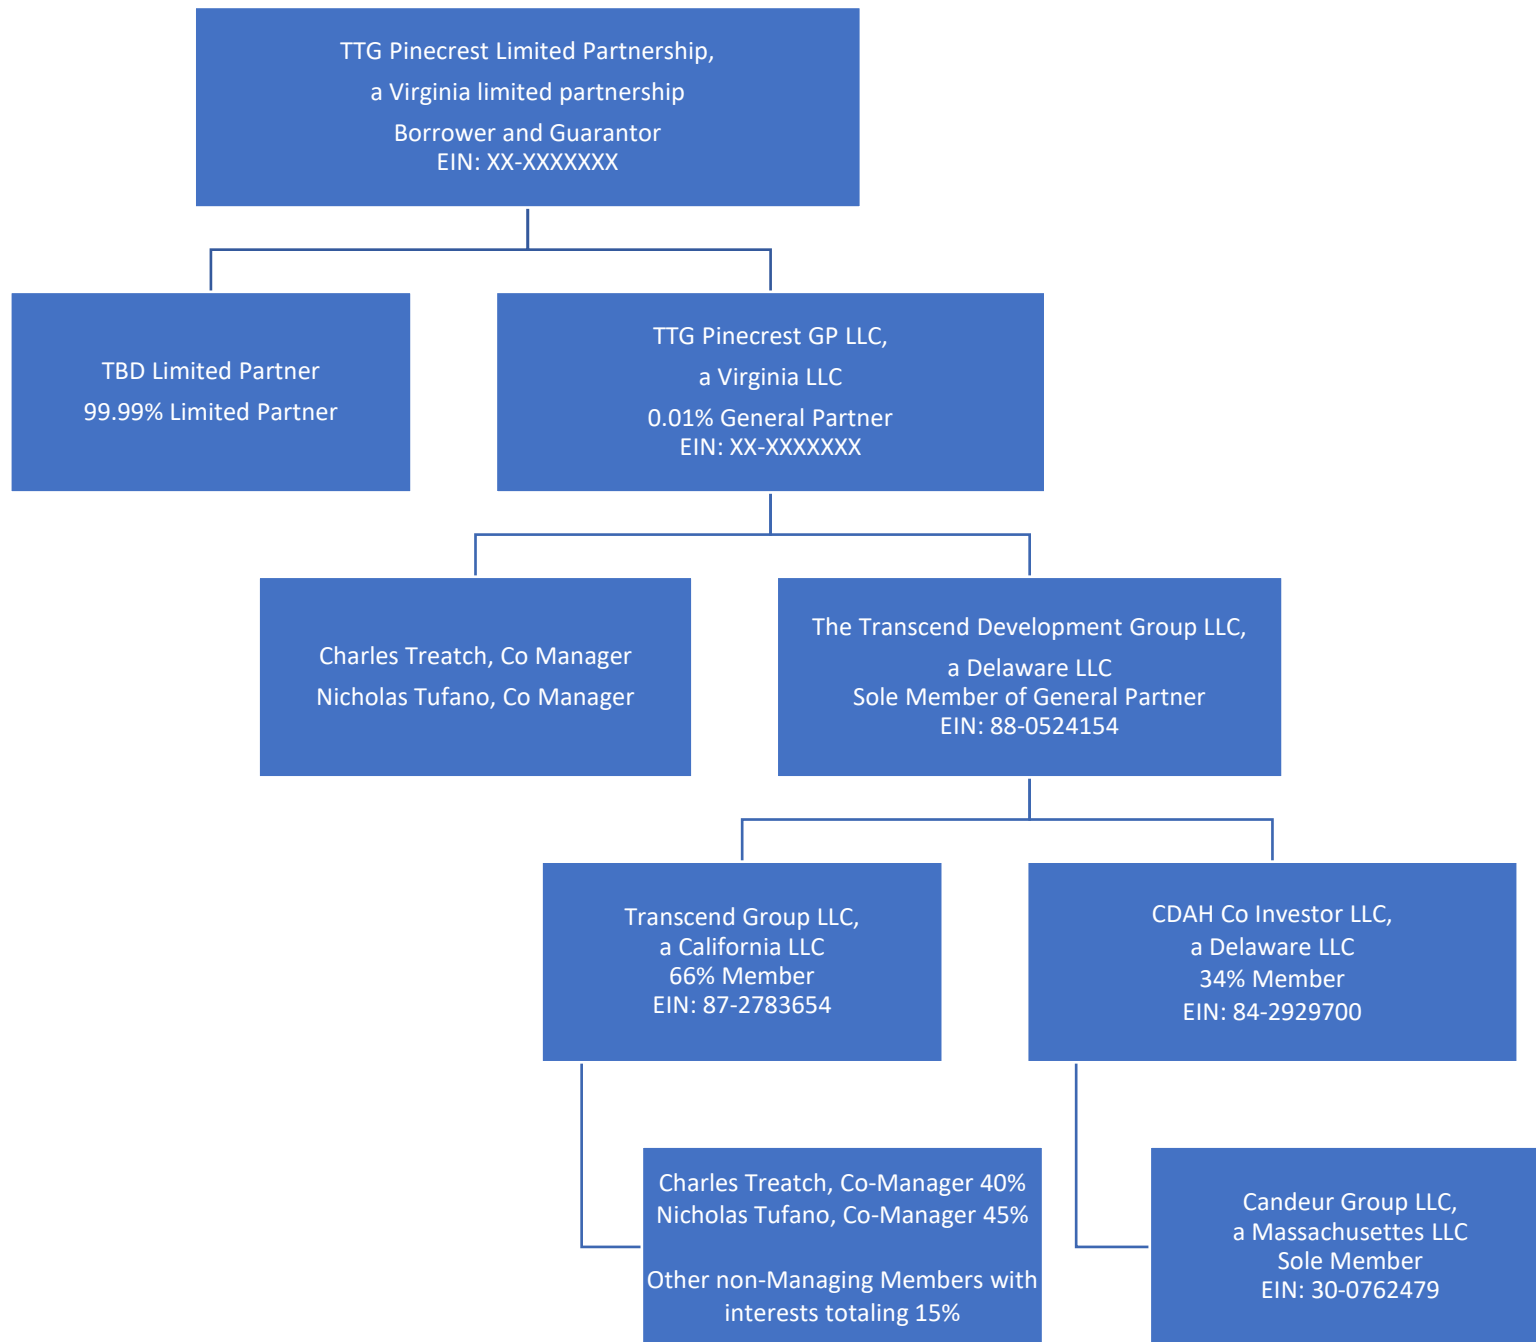 TTG Pinecrest Limited Partnership,
a Virginia limited partnership
Borrower and Guarantor
EIN: XX-XXXXXXX
TBD Limited Partner
99.99% Limited Partner
TTG Pinecrest GP LLC,
a Virginia LLC
0.01% General Partner
EIN: XX-XXXXXXX
Charles Treatch, Co Manager
Nicholas Tufano, Co Manager
The Transcend Development Group LLC,
a Delaware LLC
Sole Member of General Partner
EIN: 88-0524154
Transcend Group LLC,
a California LLC
66% Member
EIN: 87-2783654
CDAH Co Investor LLC,
a Delaware LLC
34% Member
EIN: 84-2929700
Charles Treatch, Co-Manager 40%
Nicholas Tufano, Co-Manager 45%
Other non-Managing Members with
interests totaling 15%
Candeur Group LLC,
a Massachusettes LLC
Sole Member
EIN: 30-0762479